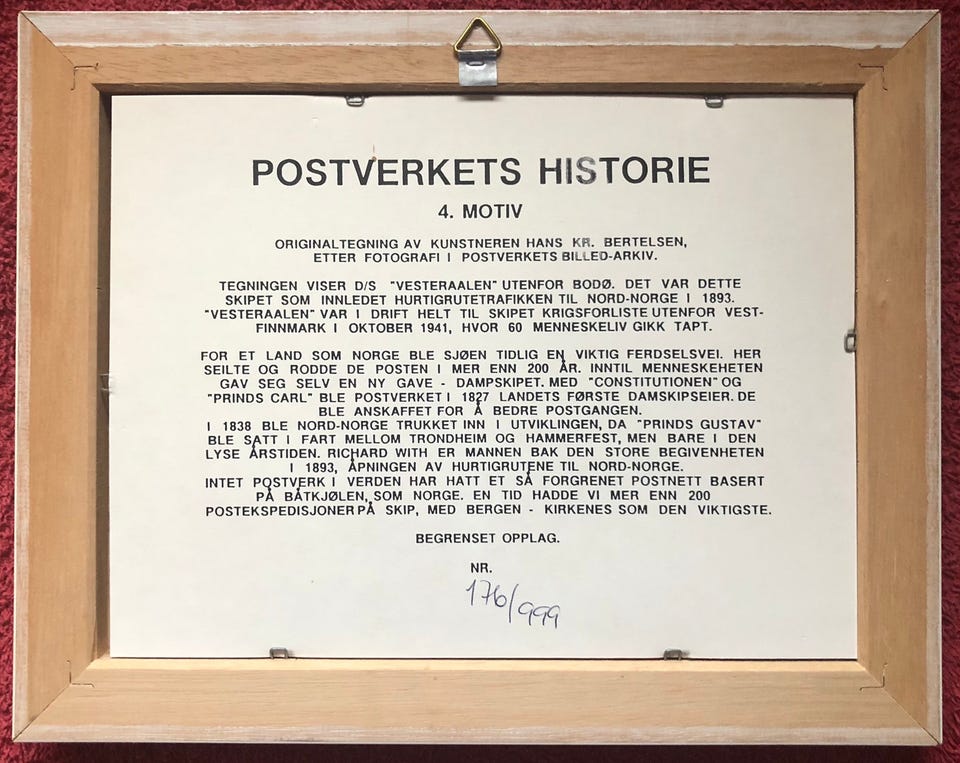 POSTVERKETS HISTORIE
4. MOTIV
ORIGINALTEGNING AV KUNSTNEREN HANS KR. BERTELSEN,
ETTER FOTOGRAFI I POSTVERKETS BILLED-ARKIV.
TEGNINGEN VISER D/S "VESTERAALEN" UTENFOR BODØ. DET VAR DETTE
SKIPET SOM INNLEDET HURTIGRUTETRAFIKKEN TIL NORD-NORGE I 1893.
"VESTERAALEN" VAR I DRIFT HELT TIL SKIPET KRIGSFORLISTE UTENFOR VEST-
FINNMARK I OKTOBER 1941, HVOR 60 MENNESKELIV GIKK TAPT.
FOR ET LAND SOM NORGE BLE SJØEN TIDLIG EN VIKTIG FERDSELSVEI. HER
SEILTE OG RODDE DE POSTEN I MER ENN 200 ÅR. INNTIL MENNESKEHETEN
GAV SEG SELV EN NY GAVE - DAMPSKIPET. MED "CONSTITUTIONEN" OG
"PRINDS CARL" BLE POSTVERKET I 1827 LANDETS FØRSTE DAMSKIPSEIER. DE
BLE ANSKAFFET FOR Å BEDRE POSTGANGEN.
I 1838 BLE NORD-NORGE TRUKKET INN I UTVIKLINGEN, DA "PRINDS GUSTAV"
BLE SATT I FART MELLOM TRONDHEIM OG HAMMERFEST, MEN BARE I DEN
LYSE ÅRSTIDEN. RICHARD WITH ER MANNEN BAK DEN STORE BEGIVENHETEN
I 1893, ÅPNINGEN AV HURTIGRUTENE TIL NORD-NORGE.
INTET POSTVERK I VERDEN HAR HATT ET SÅ FORGRENET POSTNETT BASERT
PÅ BÅTKJØLEN, SOM NORGE. EN TID HADDE VI MER ENN 200
POSTEKSPEDISJONER PÅ SKIP, MED BERGEN - KIRKENES SOM DEN VIKTIGSTE.
BEGRENSET OPPLAG.
NR.
176/999